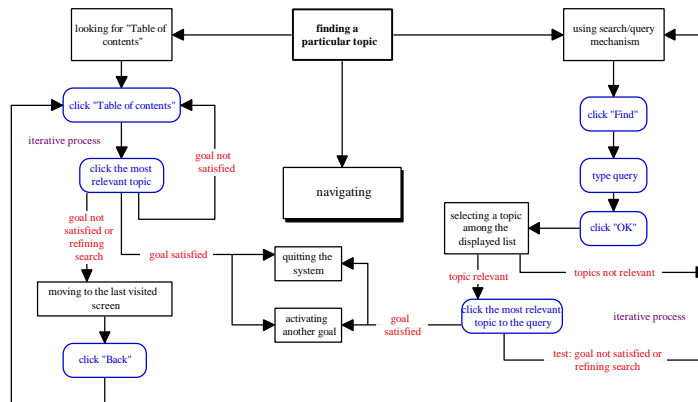 looking for "Table of
contents"
finding a
particular topic
using search/query
mechanism
click "Table of contents"
click "Find"
iterative process
goal not
satisfied
click the most
relevant topic
type query
navigating
goal not
satisfied or
refining
search
selecting a topic
among the
displayed list
click "OK"
goal satisfied
quitting the
system
topic relevant
topics not relevant
moving to the last visited
screen
activating
another goal
goal
satisfied
click the most relevant
topic to the query
iterative process
click "Back"
test: goal not satisfied or
refining search